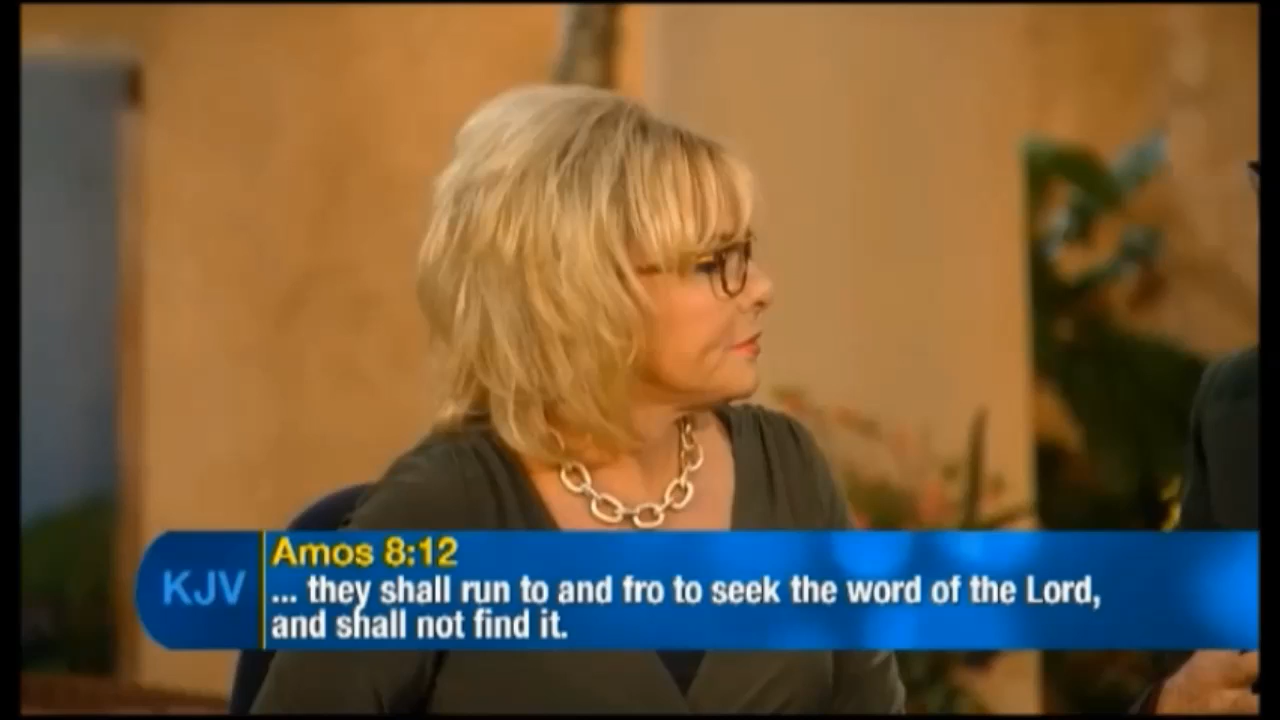 KJV
Amos 8:12
... they shall run to and fro to seek the word of the Lord,
and shall not find it.